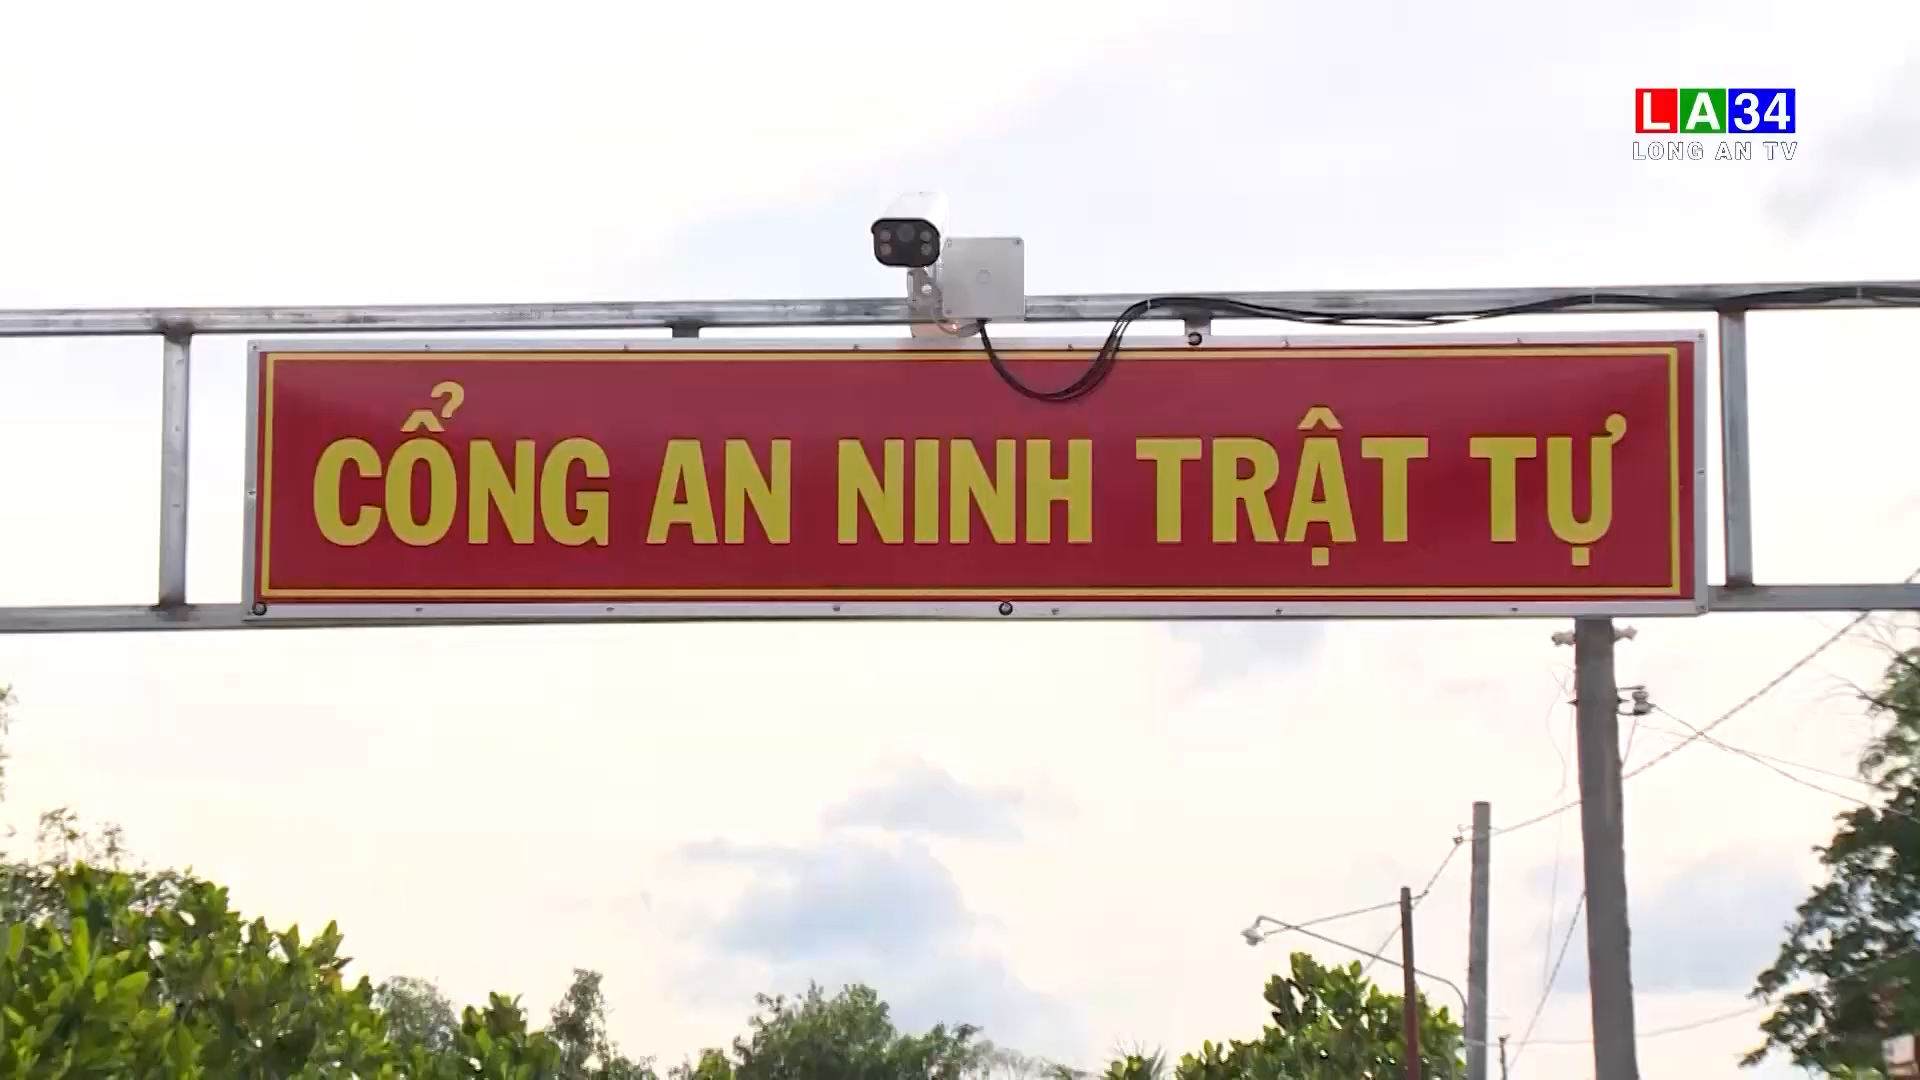 LA34
LONG AN TV
CỔNG AN NINH TRẬT TỰ